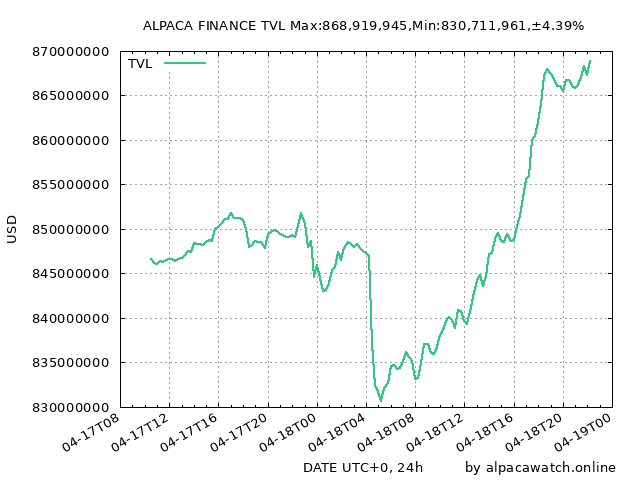 ALPACA FINANCE TVL Max:868,919,945,Min:830,711,961,±4.39%
870000000
TVL
865000000
860000000
855000000
850000000
845000000
840000000
835000000
830000000
USD
04-17T08
04-17T12
04-17T16
04-17T20
04-18T00
04-18T04
04-18T08
04-18T12
04-18T16
04-18T20
04-19T00
DATE UTC+0, 24h
by alpacawatch.online